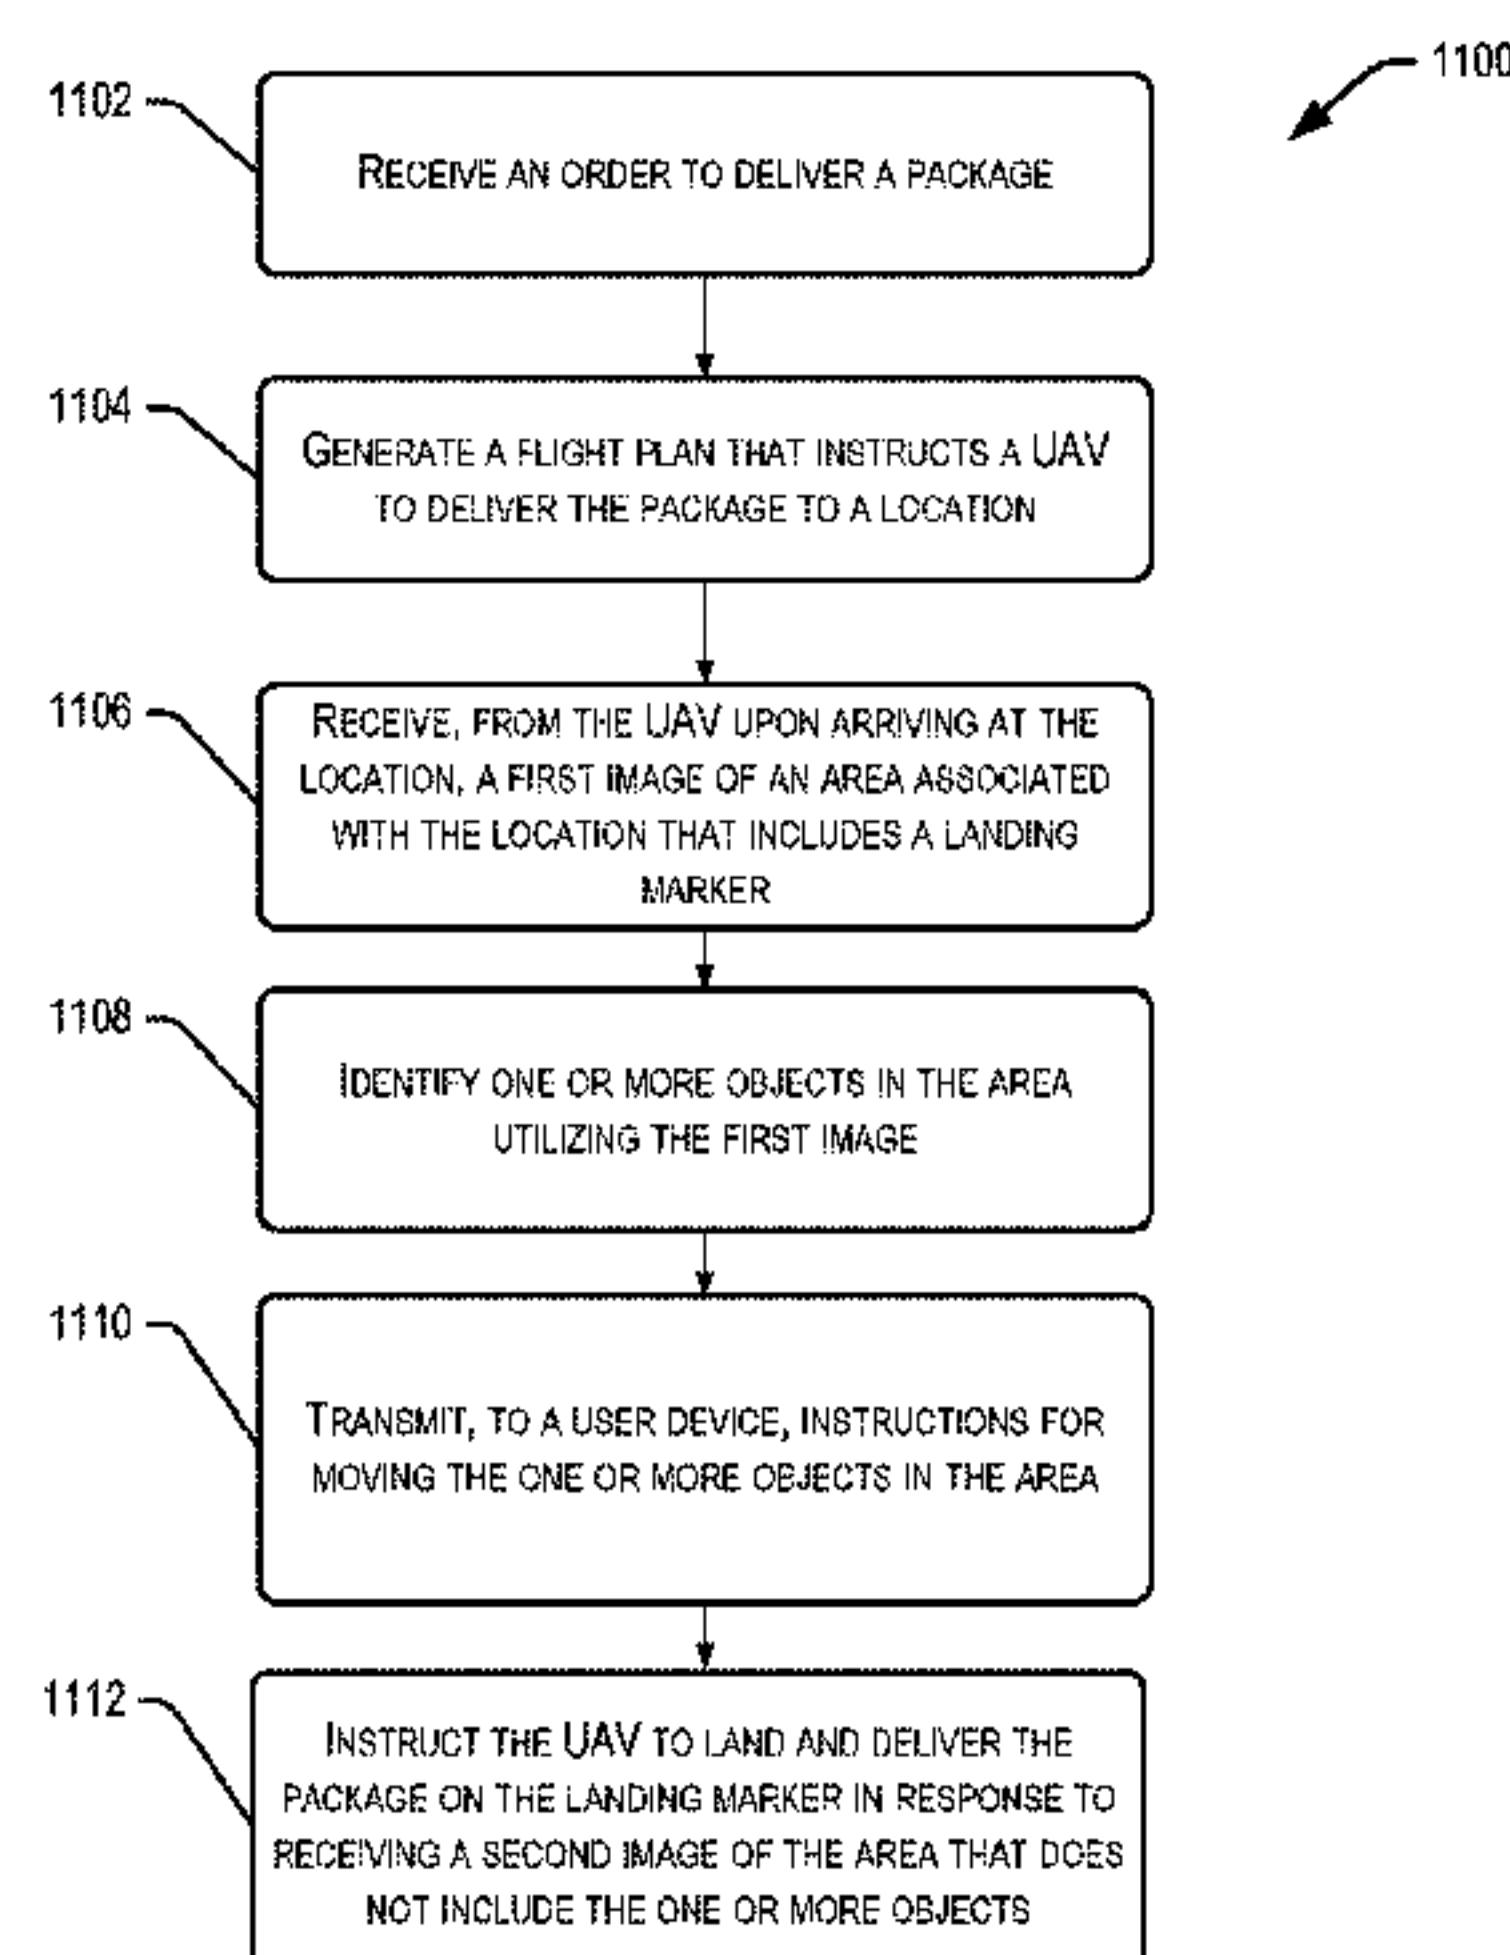 1100
1102
RECEIVE AN ORDER TO DELIVER A PACKAGE
1104
GENERATE A FLIGHT PLAN THAT INSTRUCTS A UAV
TO DELIVER THE PACKAGE TO A LOCATION
1106
RECEIVE, FROM THE UAV UPON ARRIVING AT THE
LOCATION, A FIRST IMAGE OF AN AREA ASSOCIATED
WITH THE LOCATION THAT INCLUDES A LANDING
MARKER
1108
IDENTIFY ONE OR MORE OBJECTS IN THE AREA
UTILIZING THE FIRST IMAGE
1110
TRANSMIT, TO A USER DEVICE, INSTRUCTIONS FOR
MOVING THE ONE OR MORE OBJECTS IN THE AREA
1112
INSTRUCT THE UAV TO LAND AND DELIVER THE
PACKAGE ON THE LANDING MARKER IN RESPONSE TO
RECEIVING A SECOND IMAGE OF THE AREA THAT DOES
NOT INCLUDE THE ONE OR MORE OBJECTS